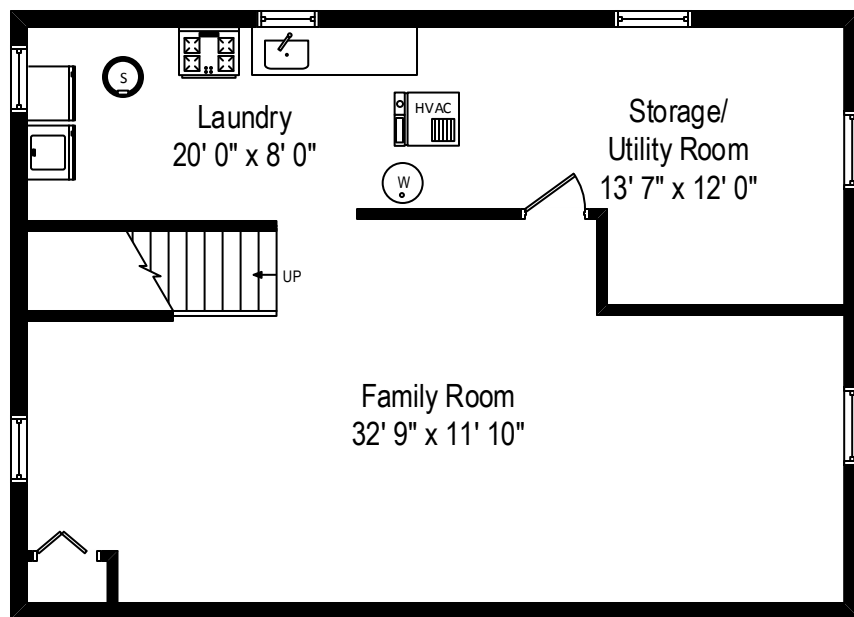 S
Laundry
20' 0" x 8' 0"
HVAC
W
Storage/
Utility Room
13' 7" x 12' 0"
UP
Family Room
32' 9" x 11' 10"